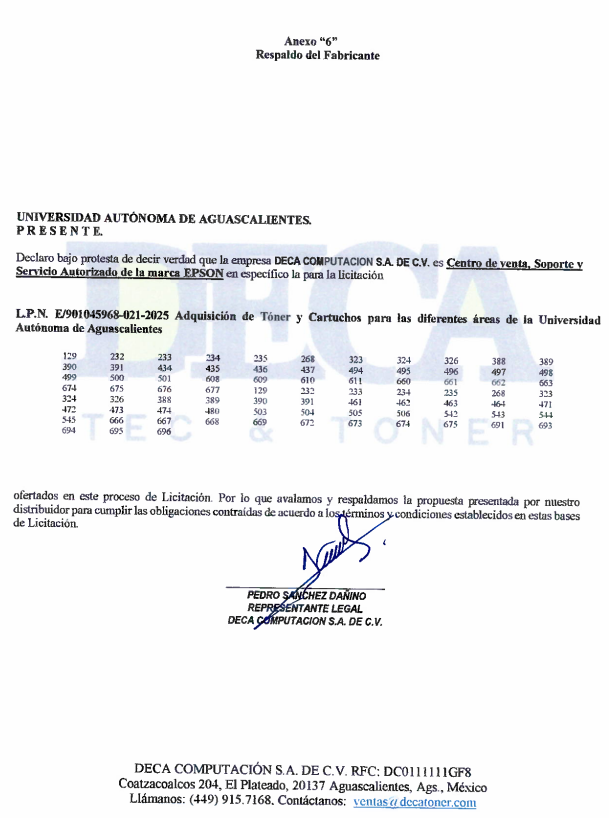 Anexo “6”
Respaldo del Fabricante
UNIVERSIDAD AUTÓNOMA DE AGUASCALIENTES.
P R E S E N T E.
Declaro bajo protesta de decir verdad que la empresa DECA COMPUTACION S.A. DE C.V. es Centro de venta, Soporte y
Servicio Autorizado de la marca EPSON en específico la para la licitación
L.P.N. E/901045968-021-2025 Adquisición de Tóner y Cartuchos para las diferentes áreas de la Universidad
Autónoma de Aguascalientes
129 232 233 234 235 268 323 324 326 388 389
390 391 434 435 436 437 494 495 496 497 498
499 500 501 608 609 610 611 660 661 662 663
674 675 676 677 129 232 233 234 235 268 323
324 326 388 389 390 391 461 462 463 464 471
472 473 474 480 503 504 505 506 542 543 544
545 666 667 668 669 672 673 674 675 691 693
694 695 696
DECA
TEC & TONER
ofertados en este proceso de Licitación. Por lo que avalamos y respaldamos la propuesta presentada por nuestro
distribuidor para cumplir las obligaciones contraídas de acuerdo a los términos y condiciones establecidos en estas bases
de Licitación.
PEDRO SANCHEZ DAÑINO
REPRESENTANTE LEGAL
DECA COMPUTACION S.A. DE C.V.
DECA COMPUTACIÓN S.A. DE C.V. RFC: DC0111111GF8
Coatzacoalcos 204, El Plateado, 20137 Aguascalientes, Ags., México
Llámanos: (449) 915.7168, Contáctanos: ventas@decatoner.com